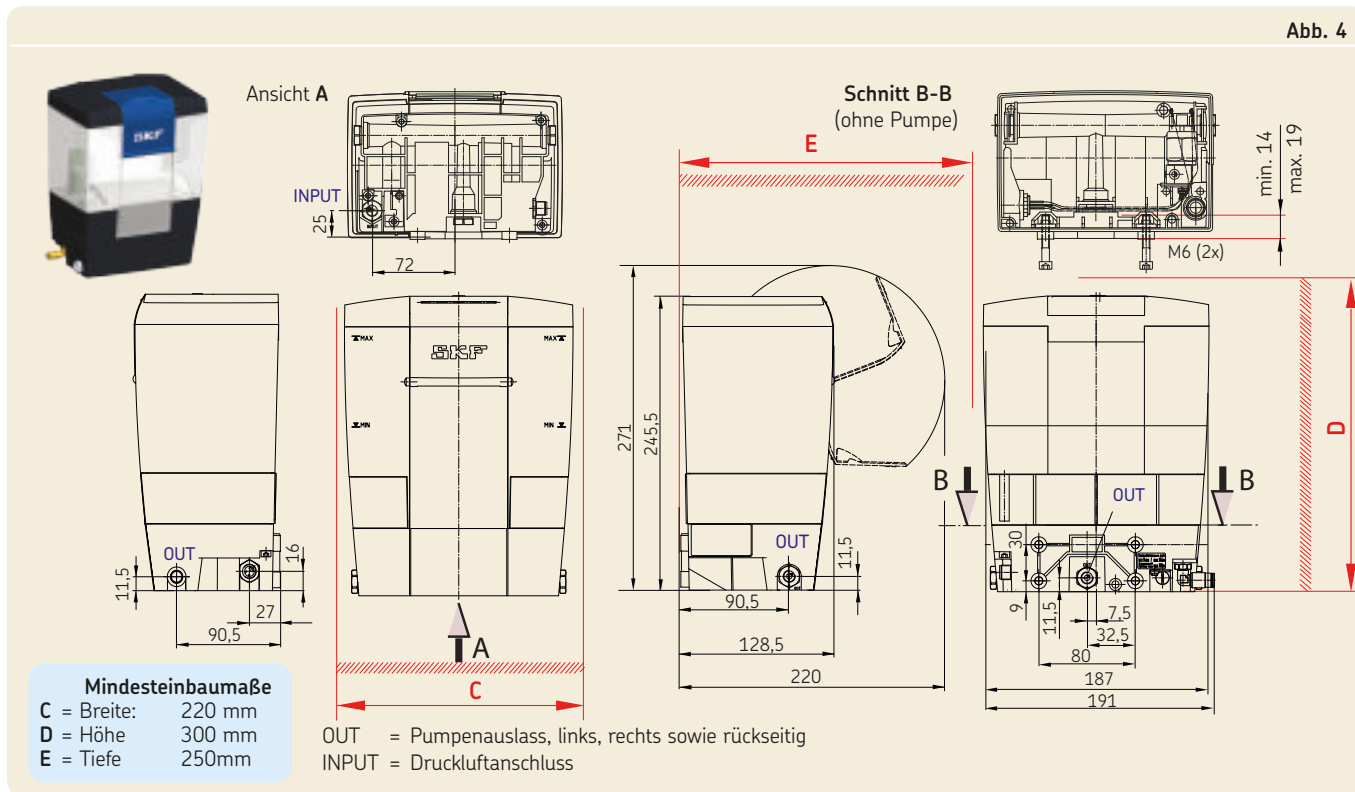 Abb. 4
SKF
Ansicht A
INPUT
25
72
Schnitt B-B
(ohne Pumpe)
E
min. 14
max. 19
M6 (2x)
OUT
11,5
16
27
90,5
MAX
MAX
SKF
MIN
MIN
A
C
271
245,5
OUT
11,5
90,5
128,5
220
B
B
OUT
30
9
11,5
7,5
32,5
80
187
191
D
Mindesteinbaumaße
C = Breite: 220 mm
D = Höhe 300 mm
E = Tiefe 250mm
OUT = Pumpenauslass, links, rechts sowie rückseitig
INPUT = Druckluftanschluss